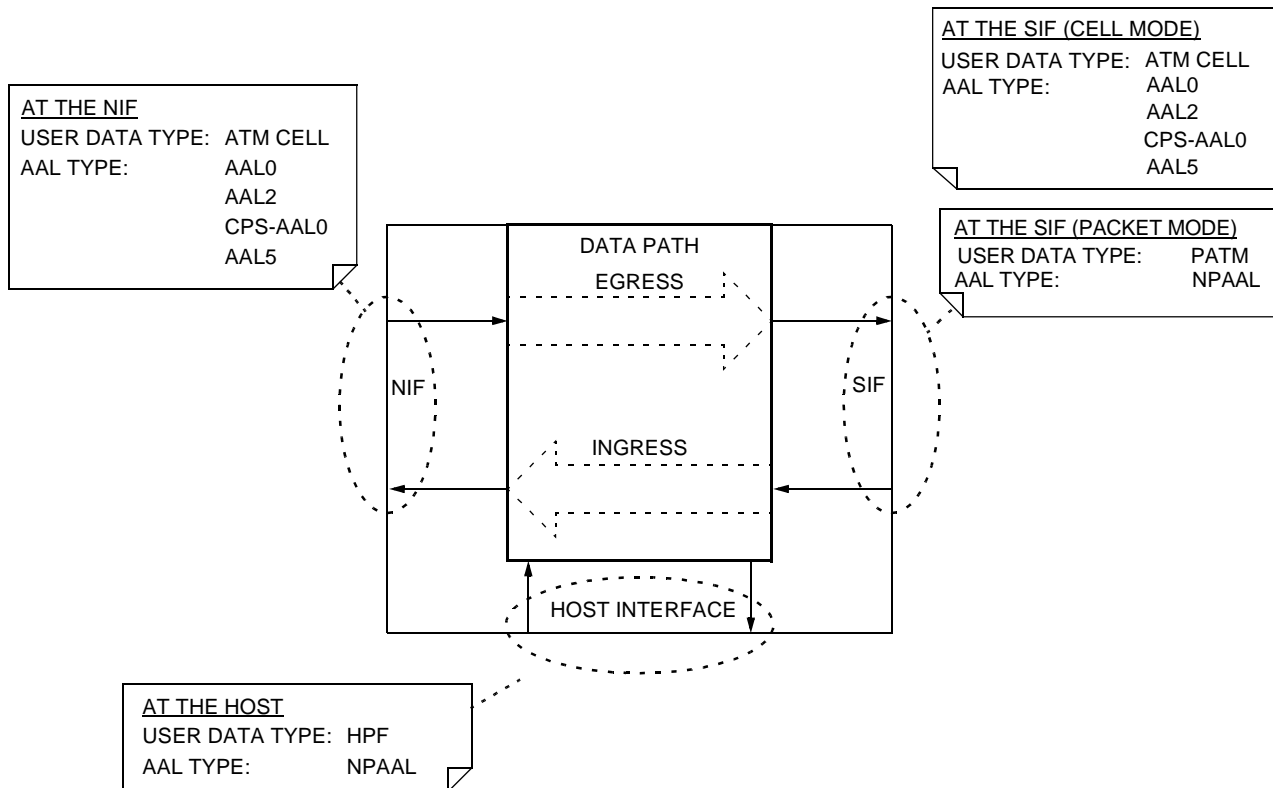 AT THE SIF (CELL MODE)
USER DATA TYPE: ATM CELL
AAL TYPE: AAL0
AAL2
CPS-AAL0
AAL5
AT THE NIF
USER DATA TYPE: ATM CELL
AAL TYPE: AAL0
AAL2
CPS-AAL0
AAL5
AT THE SIF (PACKET MODE)
USER DATA TYPE: PATM
AAL TYPE: NPAAL
DATA PATH
EGRESS
NIF
SIF
INGRESS
HOST INTERFACE
AT THE HOST
USER DATA TYPE: HPF
AAL TYPE: NPAAL